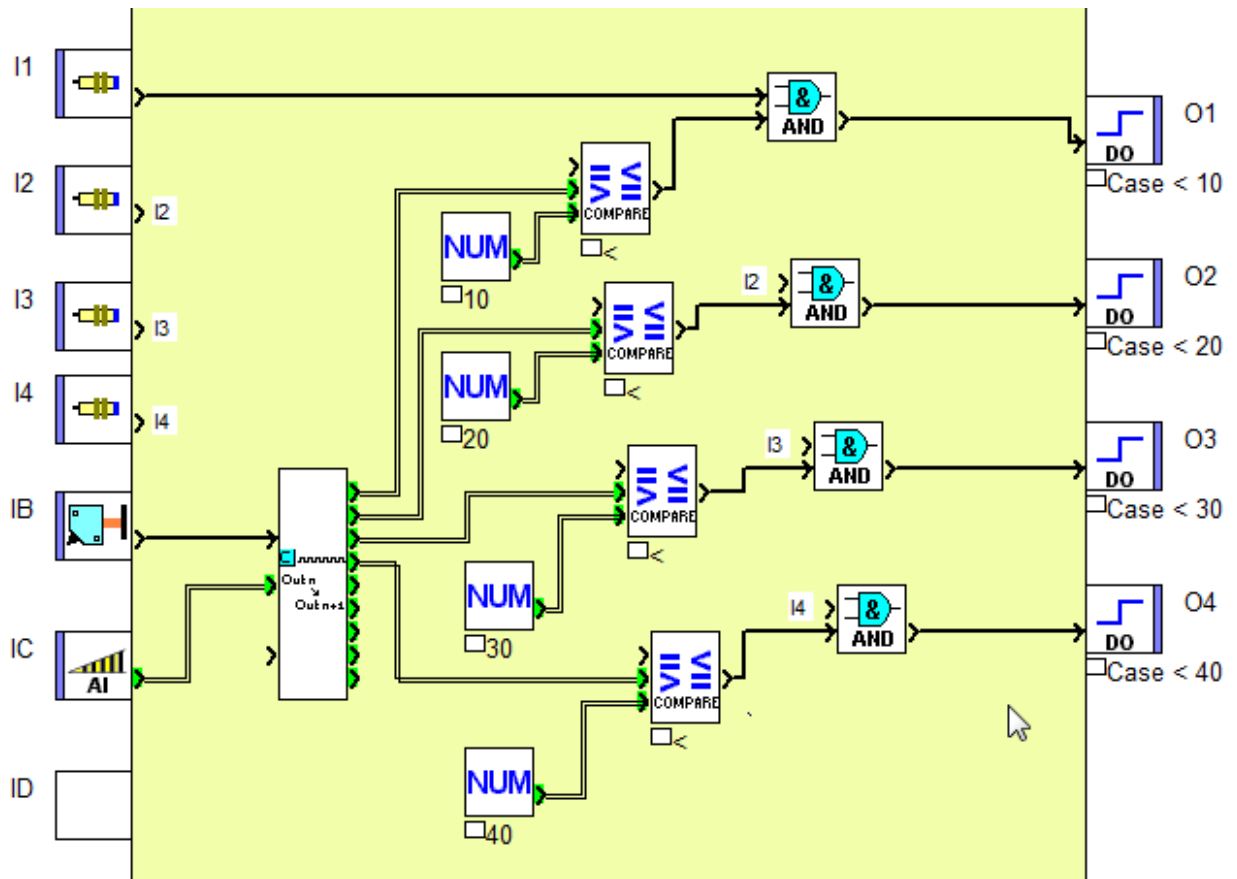 I1
&
AND
O1
DO
Case < 10
I2
I2
COMPARE
<
NUM
10
I3
I3
I2
&
AND
O2
DO
Case < 20
COMPARE
<
NUM
20
I4
I4
I3
&
AND
O3
DO
Case < 30
COMPARE
<
NUM
30
IB
C
Outn
Outn+1
I4
&
AND
O4
DO
Case < 40
IC
AI
COMPARE
<
NUM
40
ID